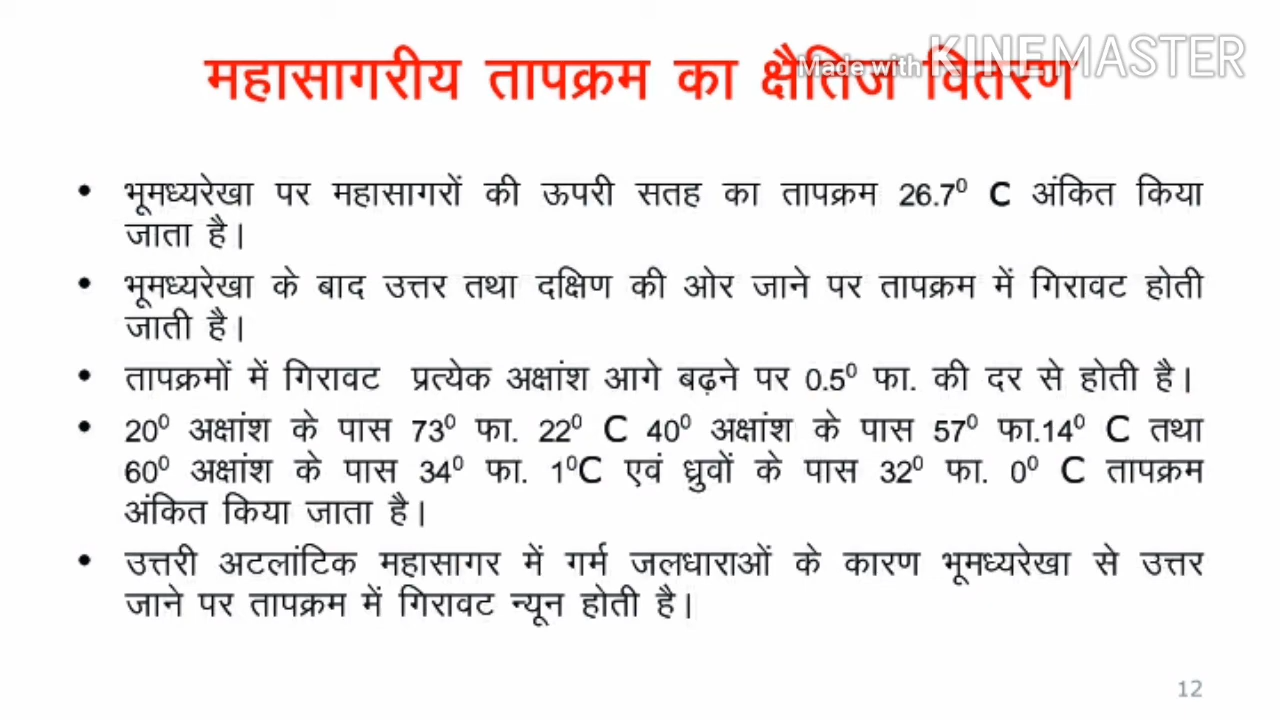 महासागरीय तापक्रम का क्षैतिज वितरण
Made with KINEMASTER
• भूमध्यरेखा पर महासागरों की ऊपरी सतह का तापक्रम 26.7⁰ C अंकित किया
जाता है।
• भूमध्यरेखा के बाद उत्तर तथा दक्षिण की ओर जाने पर तापक्रम में गिरावट होती
जाती है।
• तापक्रमों में गिरावट प्रत्येक अक्षांश आगे बढ़ने पर 0.5⁰ फा. की दर से होती है।
• 20⁰ अक्षांश के पास 73⁰ फा. 22⁰ C 40⁰ अक्षांश के पास 57⁰ फा.14⁰ C तथा
60⁰ अक्षांश के पास 34⁰ फा. 1⁰C एवं ध्रुवों के पास 32⁰ फा. 0⁰ C तापक्रम
अंकित किया जाता है।
• उत्तरी अटलांटिक महासागर में गर्म जलधाराओं के कारण भूमध्यरेखा से उत्तर
जाने पर तापक्रम में गिरावट न्यून होती है।
12